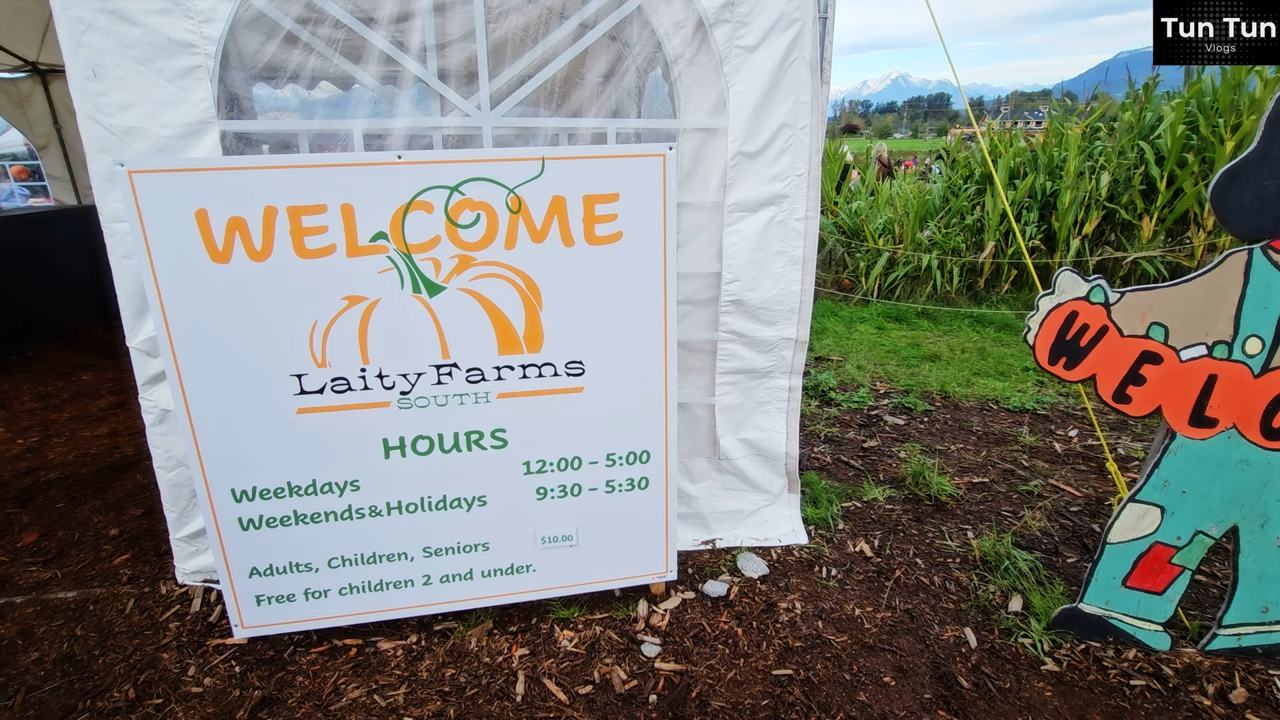 Tun Tun
Vlogs
WELCOME
Laity Farms
SOUTH
HOURS
Weekdays 12:00 - 5:00
Weekends & Holidays 9:30 - 5:30
Adults, Children, Seniors $10.00
Free for children 2 and under.
WELC